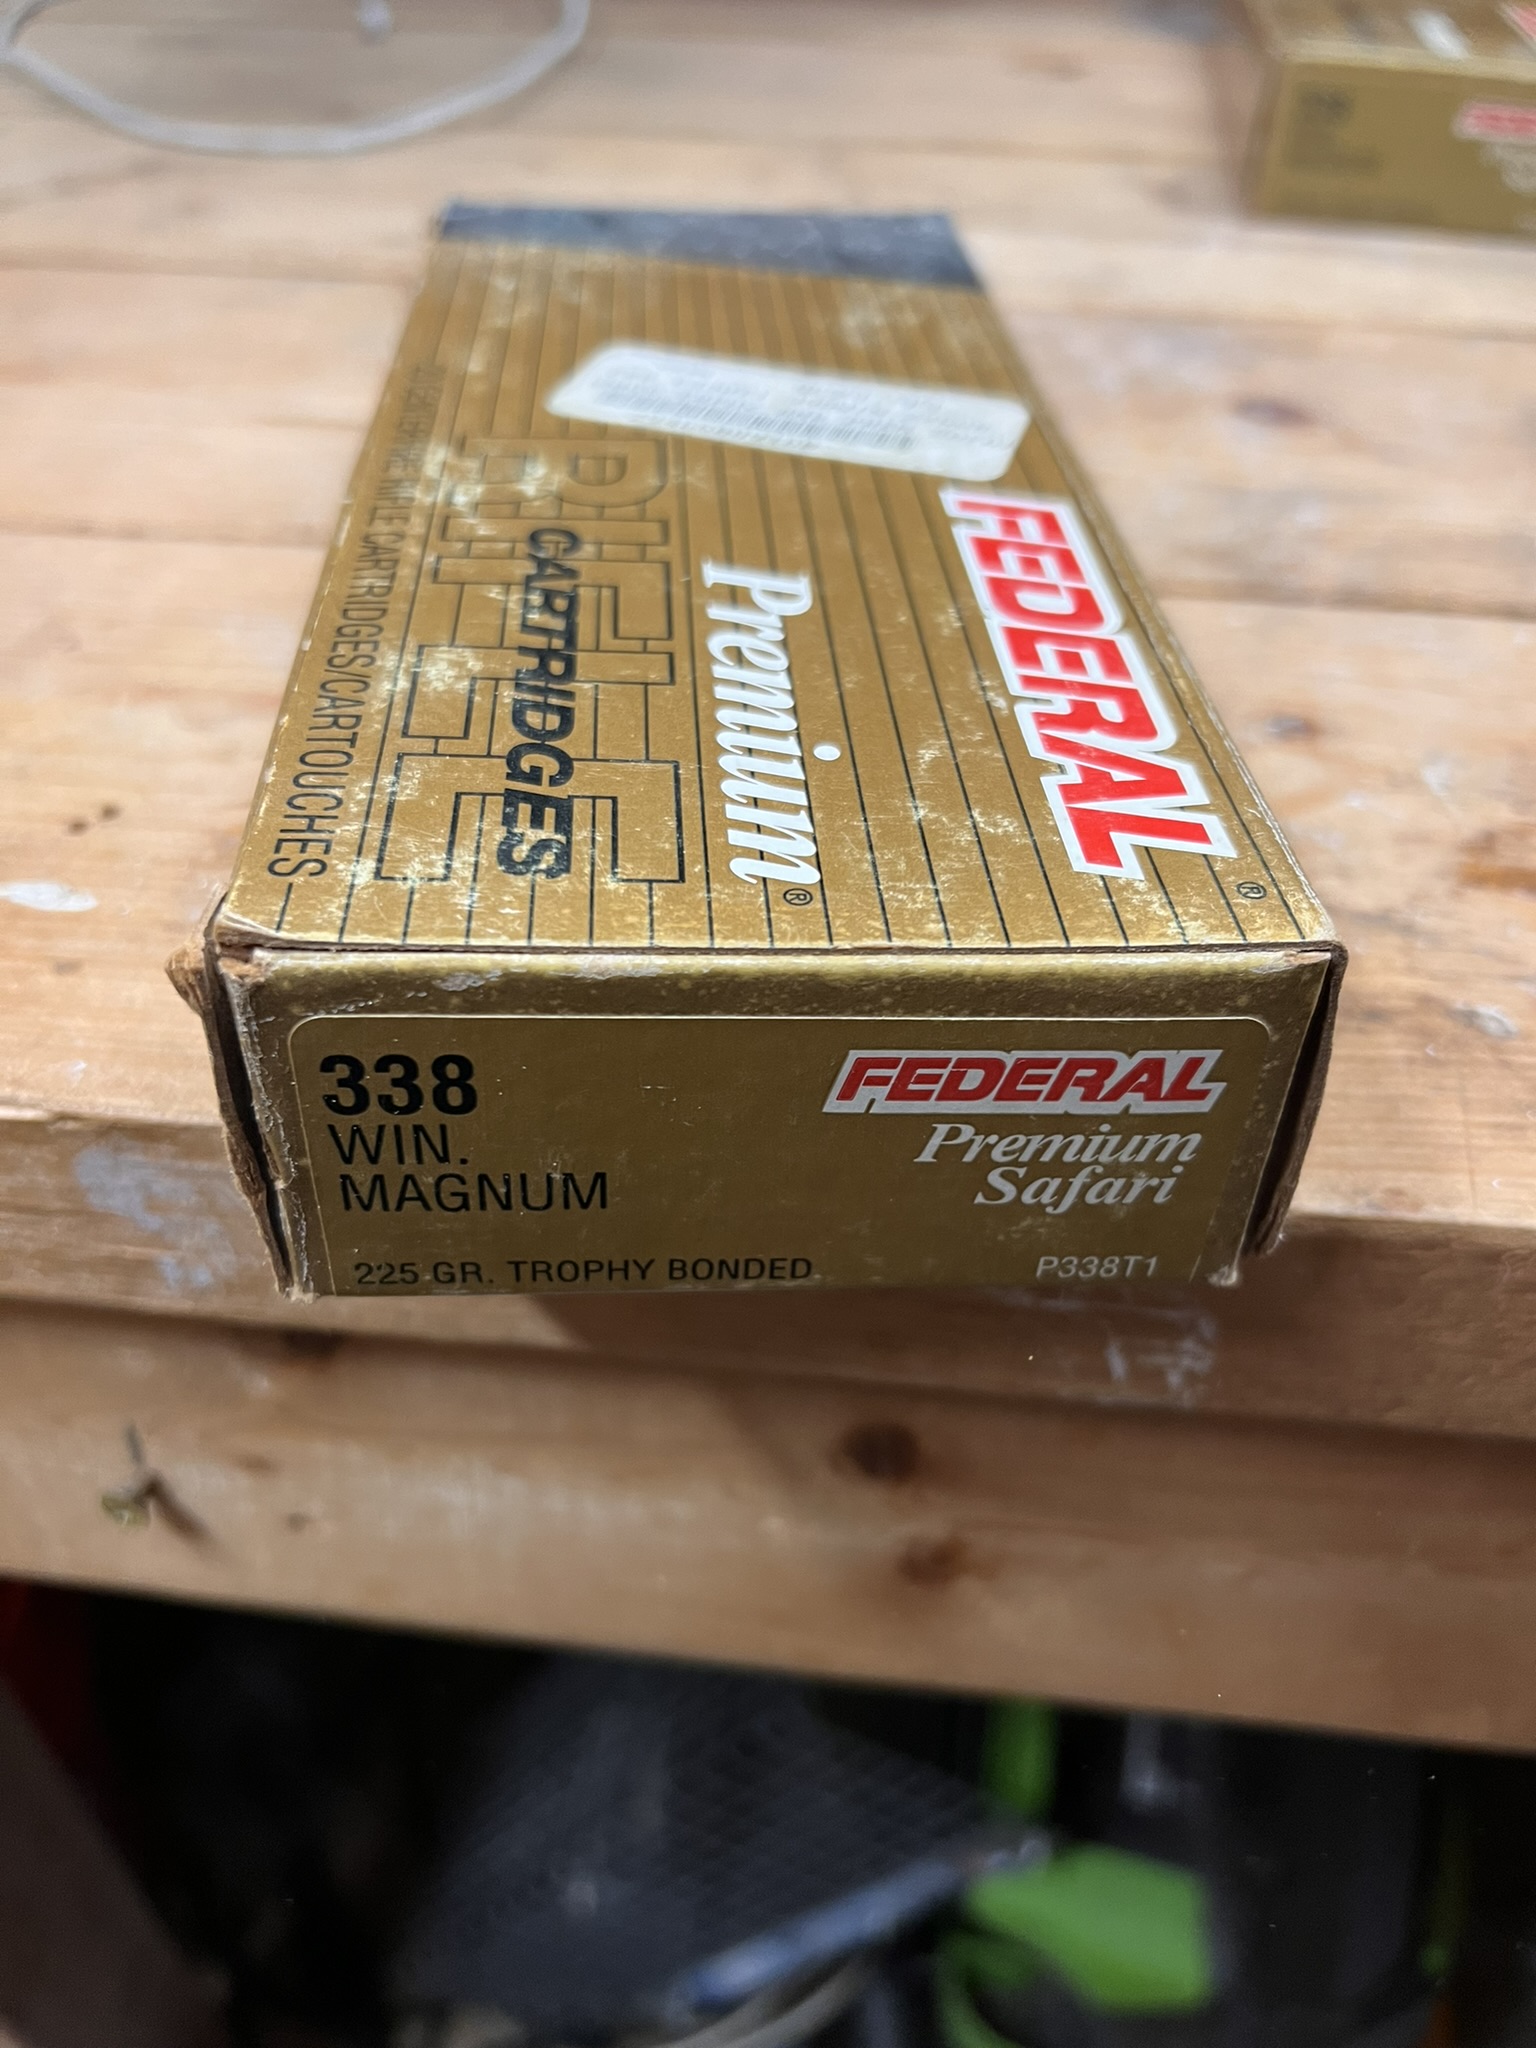 20 CENTERFIRE RIFLE CARTRIDGES/CARTOUCHES
RIFLE
CARTRIDGES
Premium®
FEDERAL®
338
WIN.
MAGNUM
225 GR. TROPHY BONDED
FEDERAL
Premium
Safari
P338T1